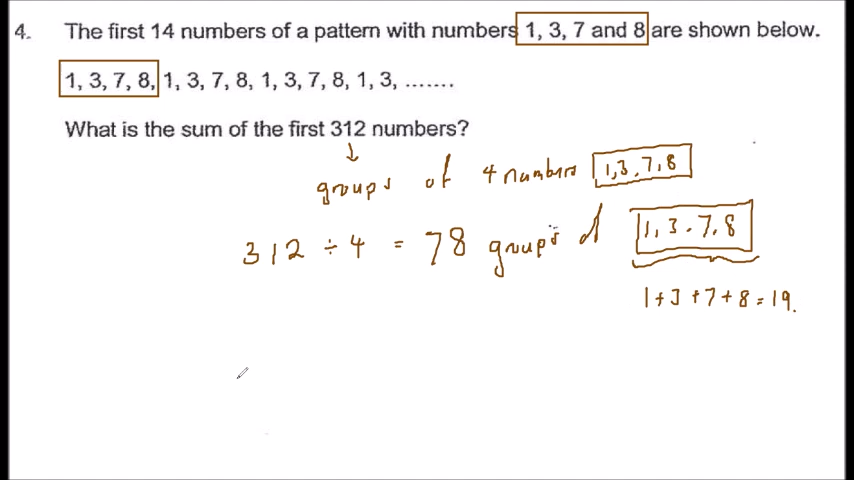 4. The first 14 numbers of a pattern with numbers 1, 3, 7 and 8 are shown below.
1, 3, 7, 8, 1, 3, 7, 8, 1, 3, 7, 8, 1, 3, .......
What is the sum of the first 312 numbers?
groups of 4 numbers 1,3,7,8
312 ÷ 4 = 78 groups of 1, 3, 7, 8
1+3+7+8=19.